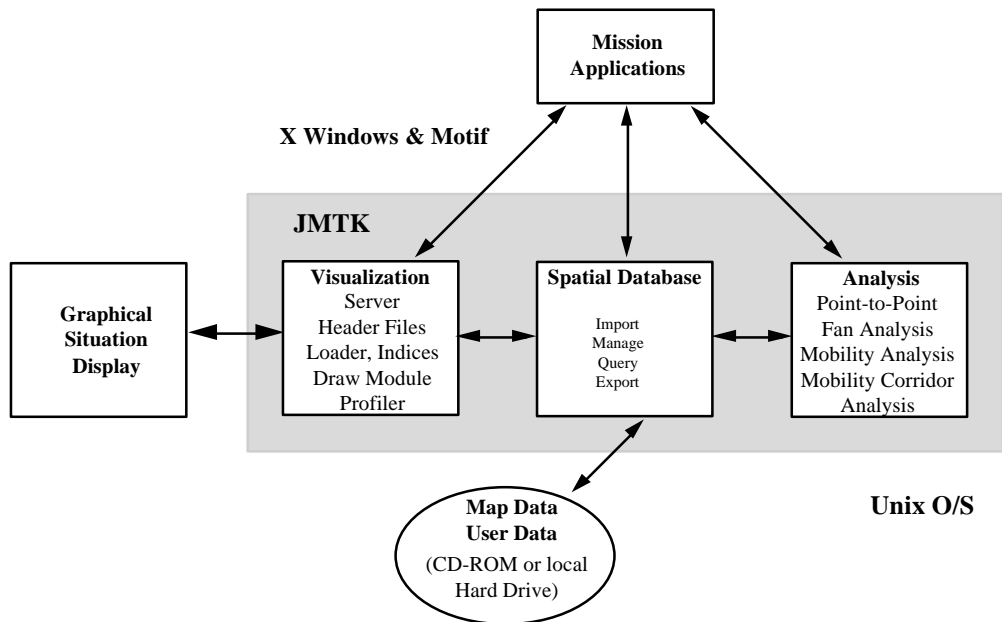 Mission
Applications
X Windows & Motif
JMTK
Graphical
Situation
Display
Visualization
Server
Header Files
Loader, Indices
Draw Module
Profiler
Spatial Database
Import
Manage
Query
Export
Analysis
Point-to-Point
Fan Analysis
Mobility Analysis
Mobility Corridor
Analysis
Map Data
User Data
(CD-ROM or local
Hard Drive)
Unix O/S